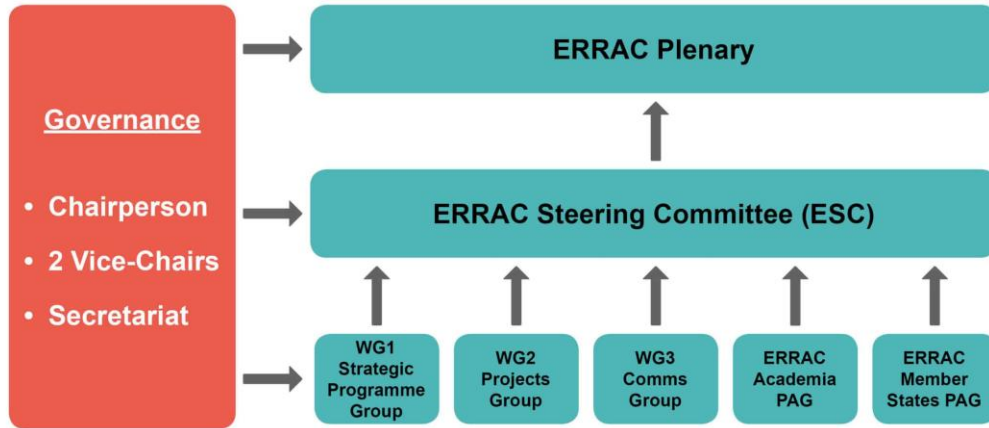 Governance
• Chairperson
• 2 Vice-Chairs
• Secretariat
ERRAC Plenary
ERRAC Steering Committee (ESC)
WG1
Strategic
Programme
Group
WG2
Projects
Group
WG3
Comms
Group
ERRAC
Academia
PAG
ERRAC
Member
States PAG